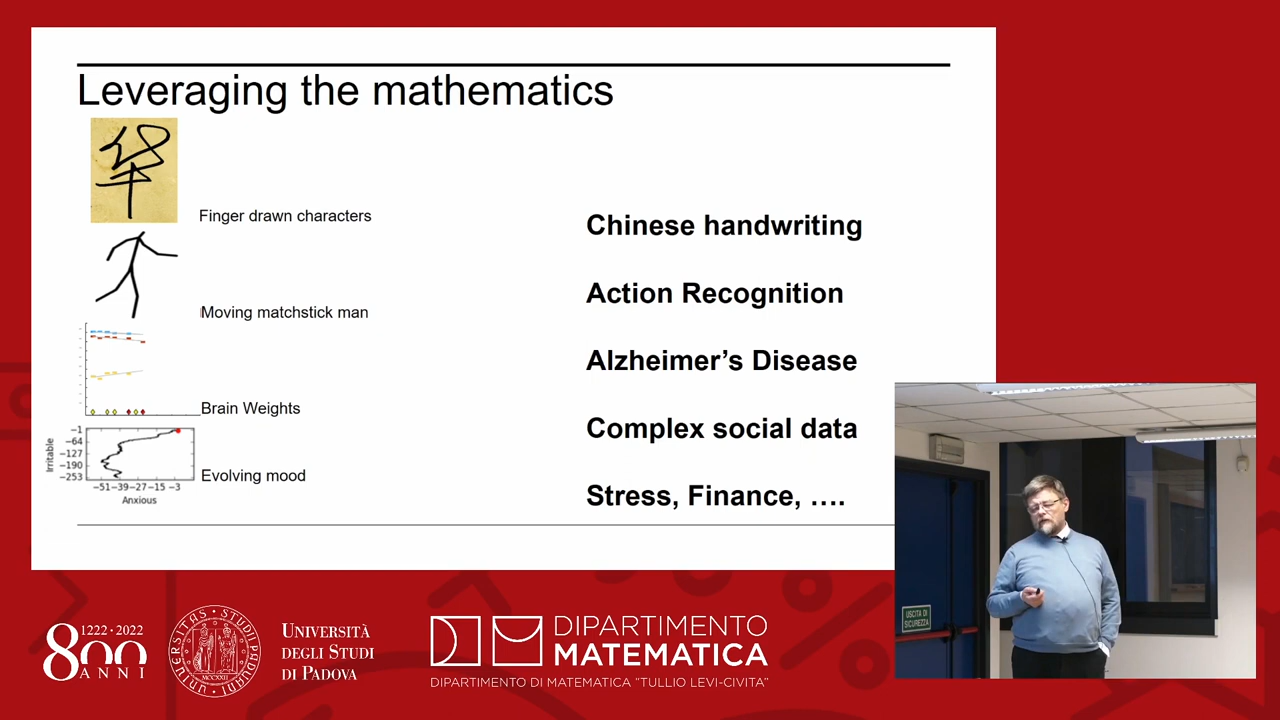 Leveraging the mathematics
Finger drawn characters
Moving matchstick man
Brain Weights
Evolving mood
Irritable
−1
−64
−127
−190
−253
−51 −39 −27 −15 −3
Anxious
Chinese handwriting
Action Recognition
Alzheimer’s Disease
Complex social data
Stress, Finance, ….
USCITA DI
SICUREZZA
1222·2022
800
ANNI
UNIVERSITÀ
DEGLI STUDI
DI PADOVA
DIPARTIMENTO
MATEMATICA
DIPARTIMENTO DI MATEMATICA “TULLIO LEVI-CIVITA”